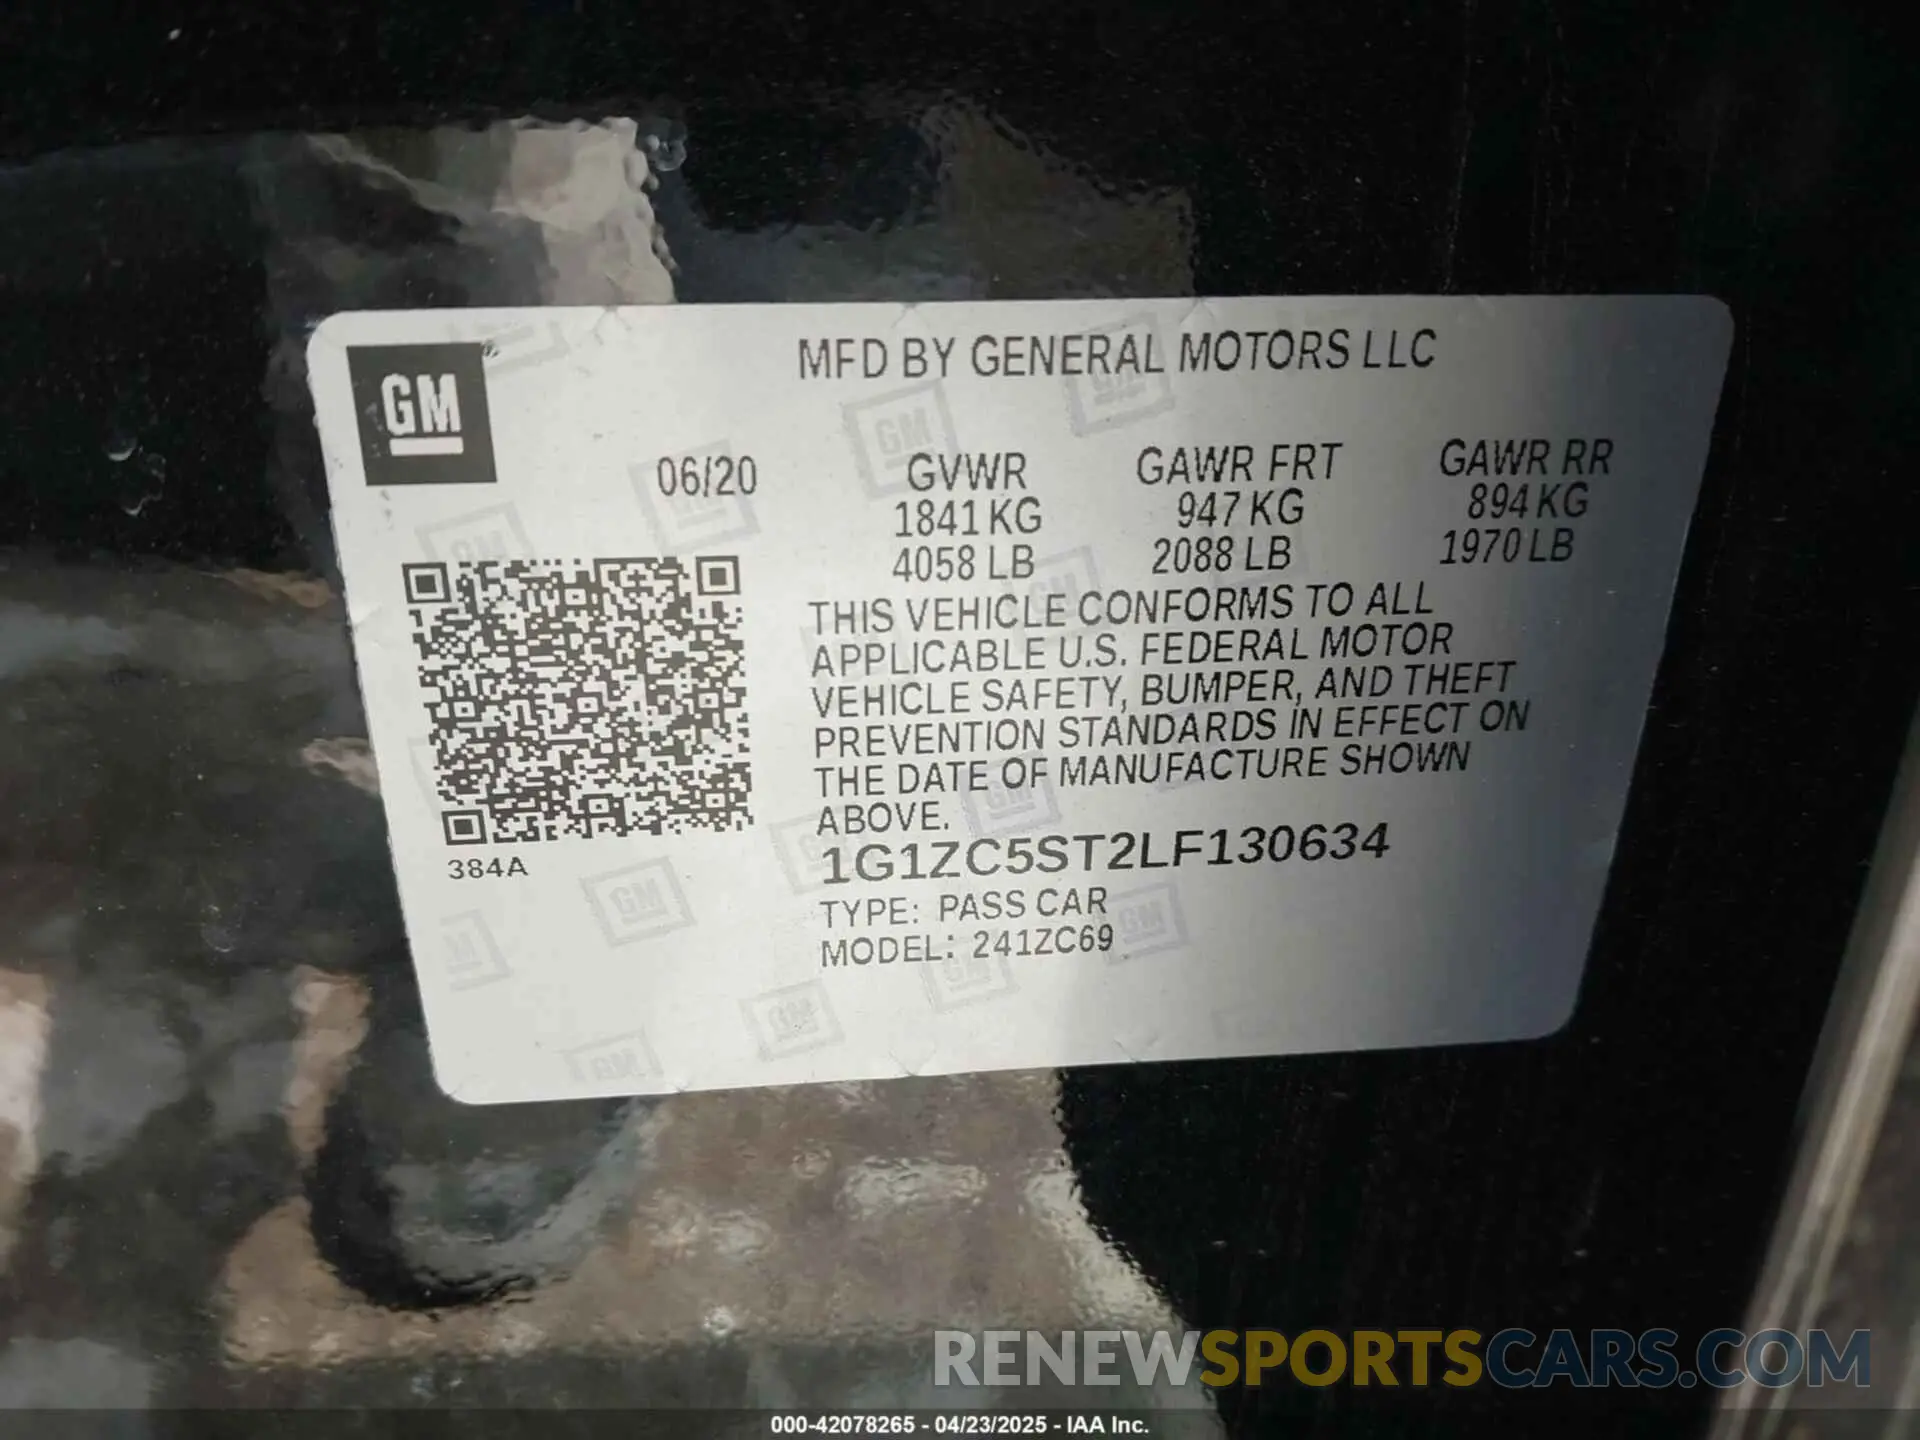 GM
MFD BY GENERAL MOTORS LLC
06/20 GVWR GAWR FRT GAWR RR
1841 KG 947 KG 894 KG
4058 LB 2088 LB 1970 LB
THIS VEHICLE CONFORMS TO ALL
APPLICABLE U.S. FEDERAL MOTOR
VEHICLE SAFETY, BUMPER, AND THEFT
PREVENTION STANDARDS IN EFFECT ON
THE DATE OF MANUFACTURE SHOWN
ABOVE.
1G1ZC5ST2LF130634
384A
TYPE: PASS CAR
MODEL: 241ZC69
RENEWSPORTSCARS.COM
000-42078265 - 04/23/2025 - IAA Inc.